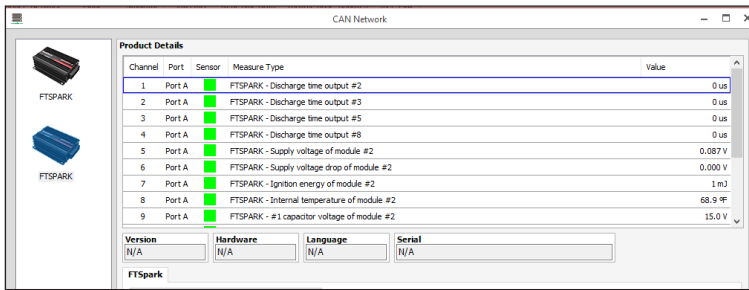 CAN Network
Product Details
Channel Port Sensor Measure Type Value
1 Port A FTSPARK - Discharge time output #2 0 us
2 Port A FTSPARK - Discharge time output #3 0 us
3 Port A FTSPARK - Discharge time output #5 0 us
4 Port A FTSPARK - Discharge time output #8 0 us
5 Port A FTSPARK - Supply voltage of module #2 0.087 V
6 Port A FTSPARK - Supply voltage drop of module #2 0.000 V
7 Port A FTSPARK - Ignition energy of module #2 1 mJ
8 Port A FTSPARK - Internal temperature of module #2 68.9 ºF
9 Port A FTSPARK - #1 capacitor voltage of module #2 15.0 V
FTSPARK
FTSPARK
Version Hardware Language Serial
N/A N/A N/A N/A
FTSpark